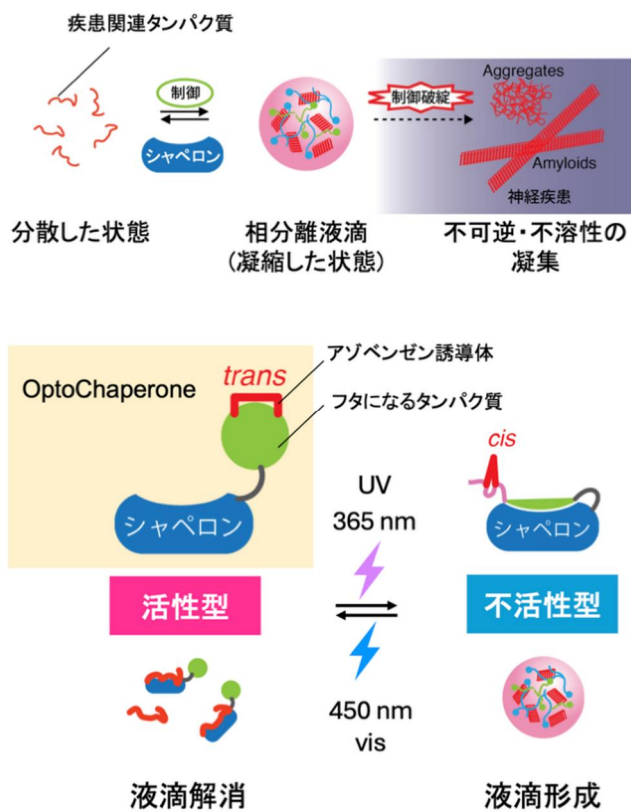 疾患関連タンパク質
制御
シャペロン
制御破綻
Aggregates
Amyloids
神経疾患
分散した状態
相分離液滴
(凝縮した状態)
不可逆・不溶性の
凝集
OptoChaperone
trans
アゾベンゼン誘導体
フタになるタンパク質
シャペロン
UV
365 nm
cis
シャペロン
活性型
不活性型
450 nm
vis
液滴解消
液滴形成